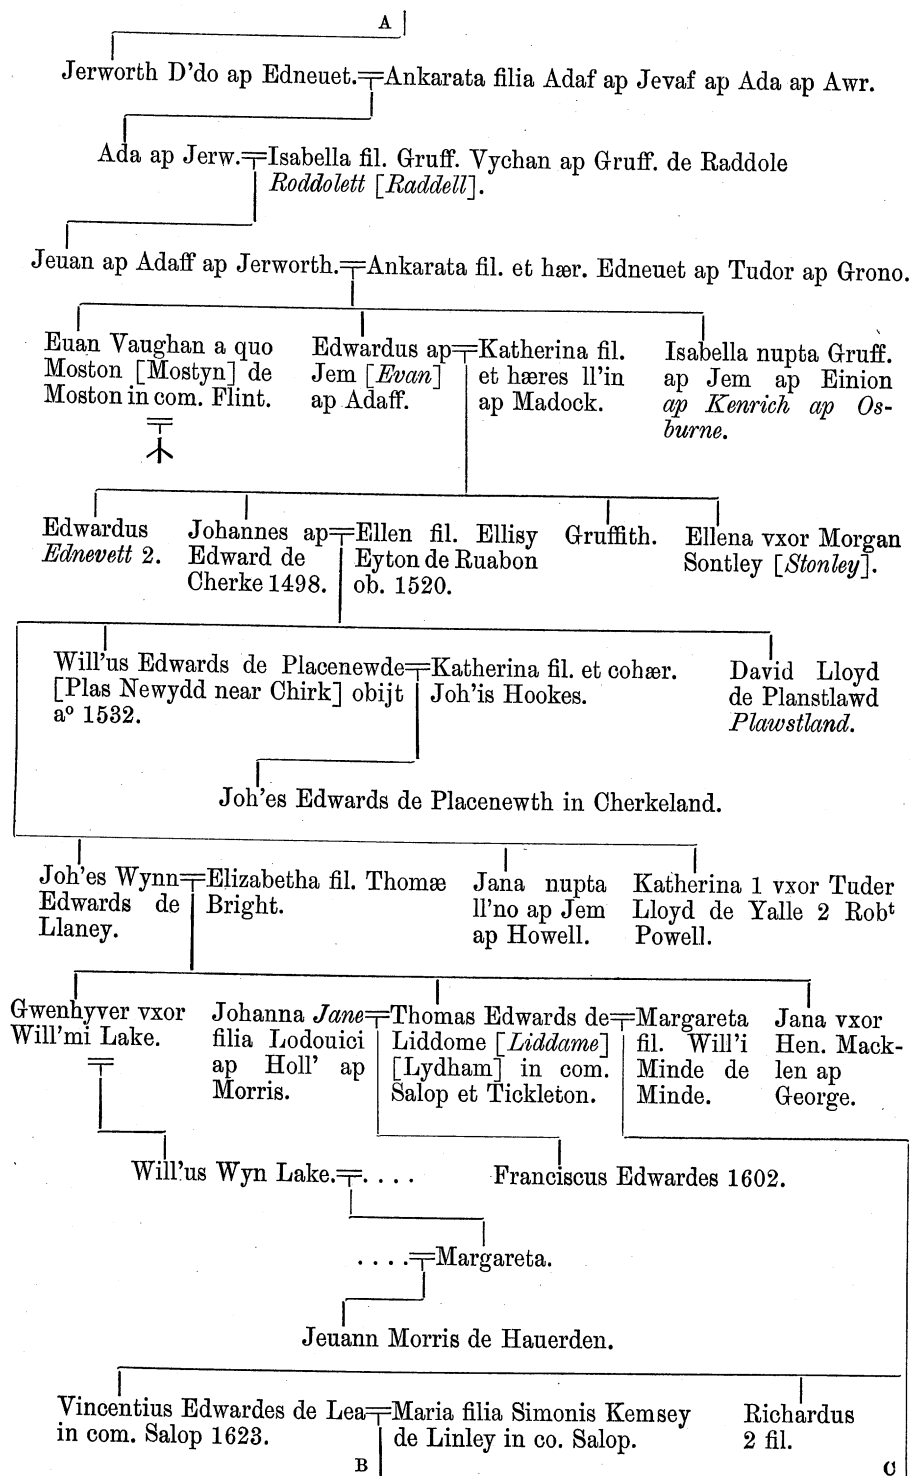 A
Jerworth D'do ap Edneuet.=Ankarata filia Adaf ap Jevaf ap Ada ap Awr.
Ada ap Jerw.=Isabella fil. Gruff. Vychan ap Gruff. de Raddole
Roddolett [Raddell].
Jeuan ap Adaff ap Jerworth.=Ankarata fil. et hær. Edneuet ap Tudor ap Grono.
Euan Vaughan a quo
Moston [Mostyn] de
Moston in com. Flint.
Edwardus ap=Katherina fil.
Jem [Evan] et hæres ll'in
ap Adaff. ap Madock.
Isabella nupta Gruff.
ap Jem ap Einion
ap Kenrich ap Os-
burne.
Edwardus
Ednevett 2.
Johannes ap=Ellen fil. Ellisy
Edward de Eyton de Ruabon
Cherke 1498. ob. 1520.
Gruffith.
Ellena vxor Morgan
Sontley [Stonley].
Will'us Edwards de Placenewde=Katherina fil. et cohær.
[Plas Newydd near Chirk] obijt Joh'is Hookes.
aº 1532.
David Lloyd
de Planstlawd
Plawstland.
Joh'es Edwards de Placenewth in Cherkeland.
Joh'es Wynn=Elizabetha fil. Thomæ
Edwards de Bright.
Llaney.
Jana nupta
ll'no ap Jem
ap Howell.
Katherina 1 vxor Tuder
Lloyd de Yalle 2 Robᵗ
Powell.
Gwenhyver vxor
Will'mi Lake.
Johanna Jane=Thomas Edwards de=Margareta
filia Lodouici Liddome [Liddame] fil. Will'i
ap Holl' ap [Lydham] in com. Minde de
Morris. Salop et Tickleton. Minde.
Jana vxor
Hen. Mack-
len ap
George.
Will'us Wyn Lake.=. . . .
Franciscus Edwardes 1602.
. . . .=Margareta.
Jeuann Morris de Hauerden.
Vincentius Edwardes de Lea=Maria filia Simonis Kemsey
in com. Salop 1623. de Linley in co. Salop.
Richardus
2 fil.
B
C